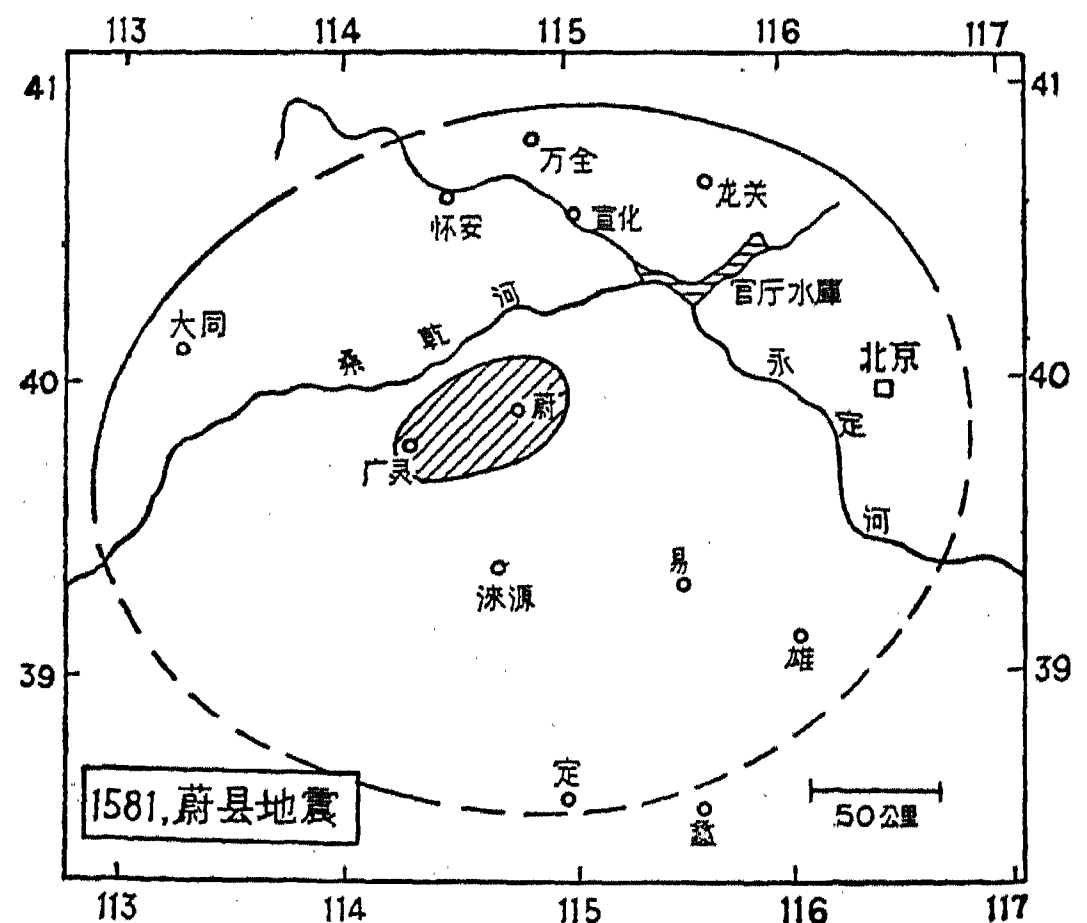 113 114 115 116 117
41 41
万全
龙关
怀安
宣化
河
官厅水庫
大同
乾
桑
永
北京
40 40
蔚
定
广灵
河
易
涞源
雄
39 39
定
1581,蔚县地震
50公里
蠡
113 114 115 116 117